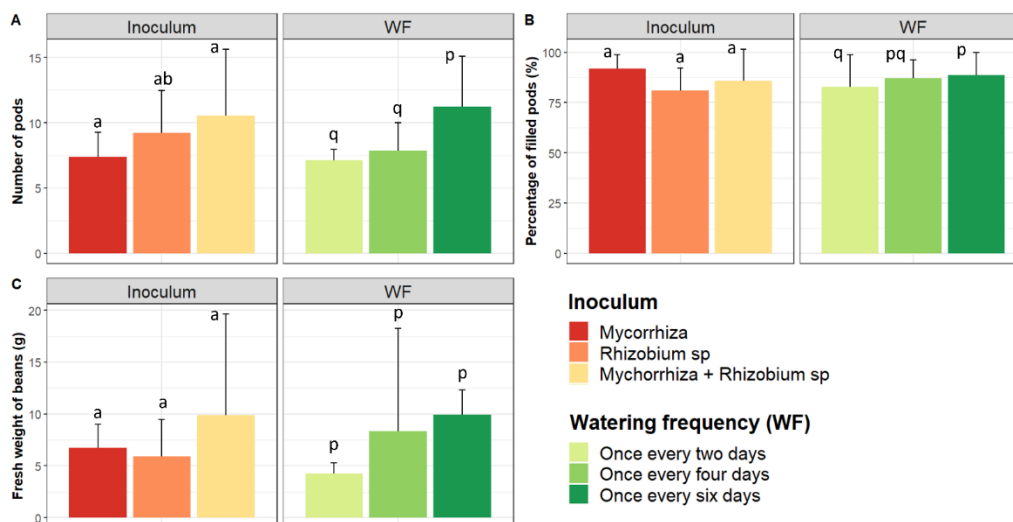 A
Inoculum
WF
Number of pods
15
10
5
0
a
ab
a
q
q
p
B
Inoculum
WF
Percentage of filled pods (%)
100
75
50
25
0
a
a
a
q
pq
p
C
Inoculum
WF
Fresh weight of beans (g)
20
15
10
5
0
a
a
a
p
p
p
Inoculum
Mycorrhiza
Rhizobium sp
Mychorrhiza + Rhizobium sp
Watering frequency (WF)
Once every two days
Once every four days
Once every six days